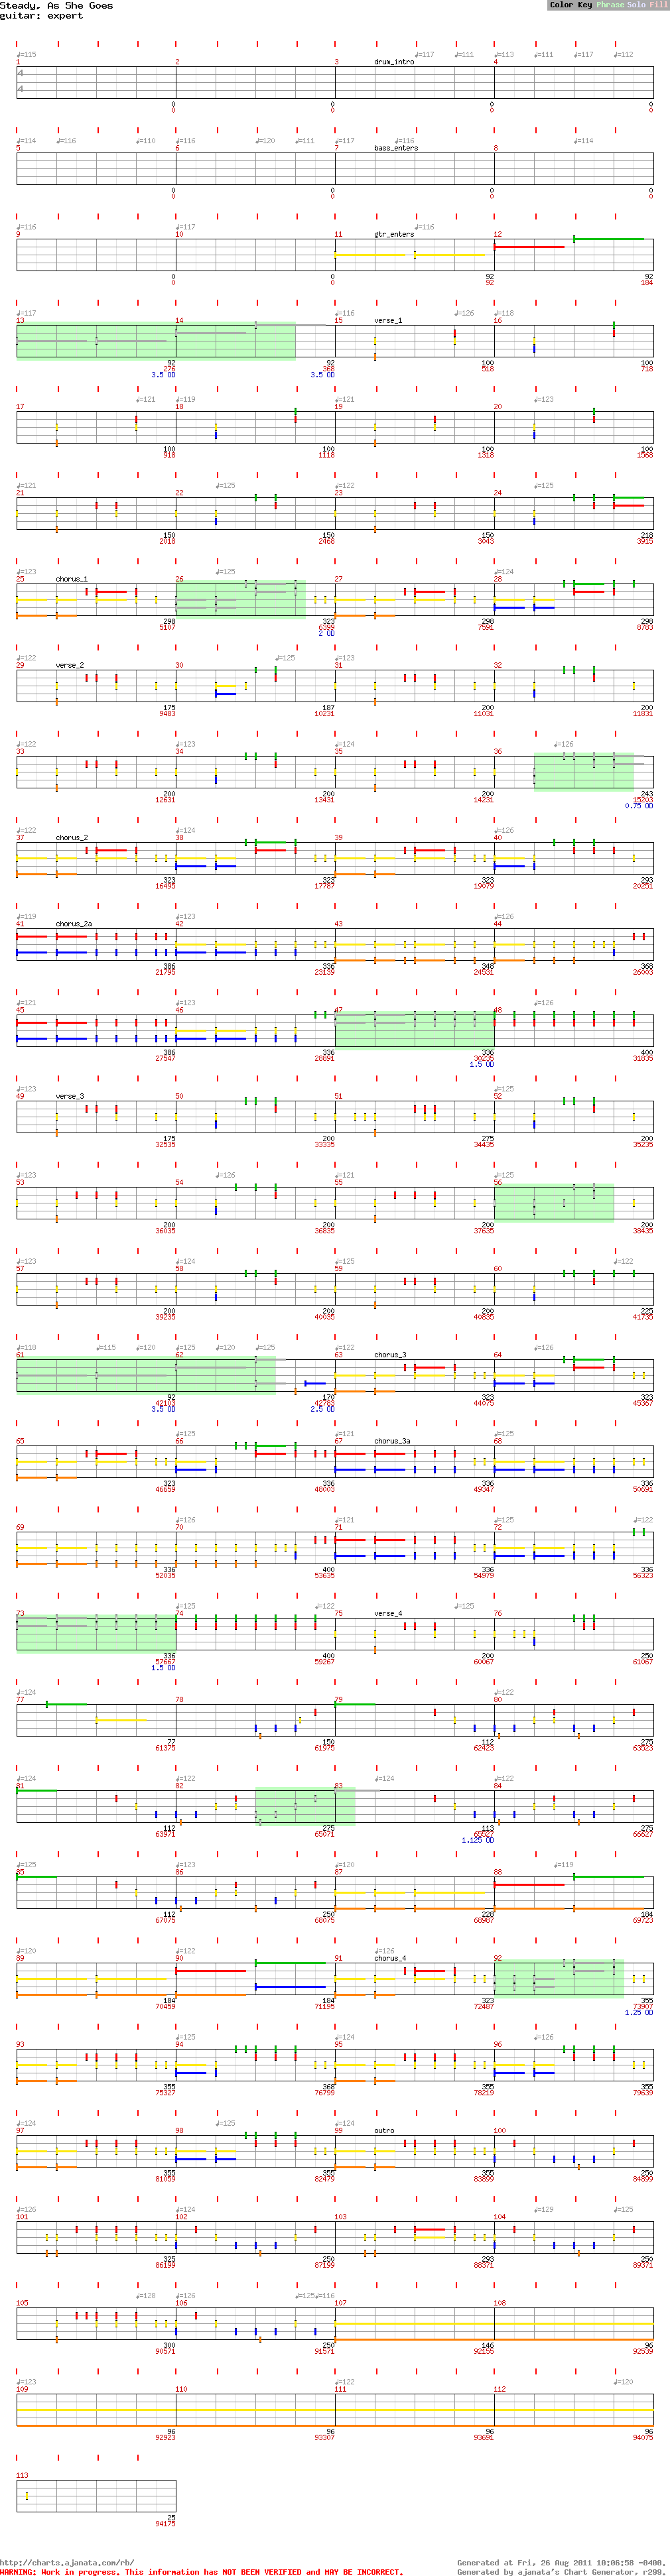 Steady, As She Goes
Color Key Phrase Solo Fill
guitar: expert
♩=115 ♩=117 ♩=111 ♩=113 ♩=111 ♩=117 ♩=112
1 2 3 drum_intro 4
4
4
0 0 0 0
0 0 0 0
♩=114 ♩=116 ♩=110 ♩=116 ♩=120 ♩=111 ♩=117 ♩=116 ♩=114
5 6 7 bass_enters 8
0 0 0 0
0 0 0 0
♩=116 ♩=117 ♩=116
9 10 11 gtr_enters 12
0 0 92 92
0 0 92 184
♩=117 ♩=116 ♩=126 ♩=118
13 14 15 verse_1 16
92 92 100 100
276 368 518 718
3.5 OD 3.5 OD
♩=121 ♩=119 ♩=121 ♩=123
17 18 19 20
100 100 100 100
918 1118 1318 1568
♩=121 ♩=125 ♩=122 ♩=125
21 22 23 24
150 150 150 218
2018 2468 3043 3915
♩=123 ♩=125 ♩=124
25 chorus_1 26 27 28
298 323 298 298
5107 6399 7591 8783
2 OD
♩=122 ♩=125 ♩=123
29 verse_2 30 31 32
175 187 200 200
9483 10231 11031 11831
♩=122 ♩=123 ♩=124 ♩=126
33 34 35 36
200 200 200 243
12631 13431 14231 15203
0.75 OD
♩=122 ♩=124 ♩=126
37 chorus_2 38 39 40
323 323 323 293
16495 17787 19079 20251
♩=119 ♩=123 ♩=126
41 chorus_2a 42 43 44
386 336 348 368
21795 23139 24531 26003
♩=121 ♩=123 ♩=126
45 46 47 48
386 336 336 400
27547 28891 30235 31835
1.5 OD
♩=123 ♩=125
49 verse_3 50 51 52
175 200 275 200
32535 33335 34435 35235
♩=123 ♩=126 ♩=121 ♩=125
53 54 55 56
200 200 200 200
36035 36835 37635 38435
♩=123 ♩=124 ♩=125 ♩=122
57 58 59 60
200 200 200 225
39235 40035 40835 41735
♩=118 ♩=115 ♩=120 ♩=125 ♩=120 ♩=125 ♩=122 ♩=126
61 62 63 chorus_3 64
92 170 323 323
42103 42783 44075 45367
3.5 OD 2.5 OD
♩=125 ♩=121 ♩=125
65 66 67 chorus_3a 68
323 336 336 336
46659 48003 49347 50691
♩=126 ♩=121 ♩=125 ♩=122
69 70 71 72
336 400 336 336
52035 53635 54979 56323
♩=125 ♩=122 ♩=125
73 74 75 verse_4 76
336 400 200 250
57667 59267 60067 61067
1.5 OD
♩=124 ♩=122
77 78 79 80
77 150 112 275
61375 61975 62423 63523
♩=124 ♩=122 ♩=124 ♩=122
81 82 83 84
112 275 113 275
63971 65071 65527 66627
1.125 OD
♩=125 ♩=123 ♩=120 ♩=119
85 86 87 88
112 250 228 184
67075 68075 68987 69723
♩=120 ♩=122 ♩=126
89 90 91 chorus_4 92
184 184 323 355
70459 71195 72487 73907
1.25 OD
♩=125 ♩=124 ♩=126
93 94 95 96
355 368 355 355
75327 76799 78219 79639
♩=124 ♩=125 ♩=124
97 98 99 outro 100
355 355 355 250
81059 82479 83899 84899
♩=126 ♩=124 ♩=129 ♩=125
101 102 103 104
325 250 293 250
86199 87199 88371 89371
♩=128 ♩=126 ♩=125 ♩=116
105 106 107 108
300 250 146 96
90571 91571 92155 92539
♩=123 ♩=122 ♩=120
109 110 111 112
96 96 96 96
92923 93307 93691 94075
113
25
94175
http://charts.ajanata.com/rb/
Generated at Fri, 26 Aug 2011 10:06:58 -0400.
WARNING: Work in progress. This information has NOT BEEN VERIFIED and MAY BE INCORRECT.
Generated by ajanata's Chart Generator, r299.